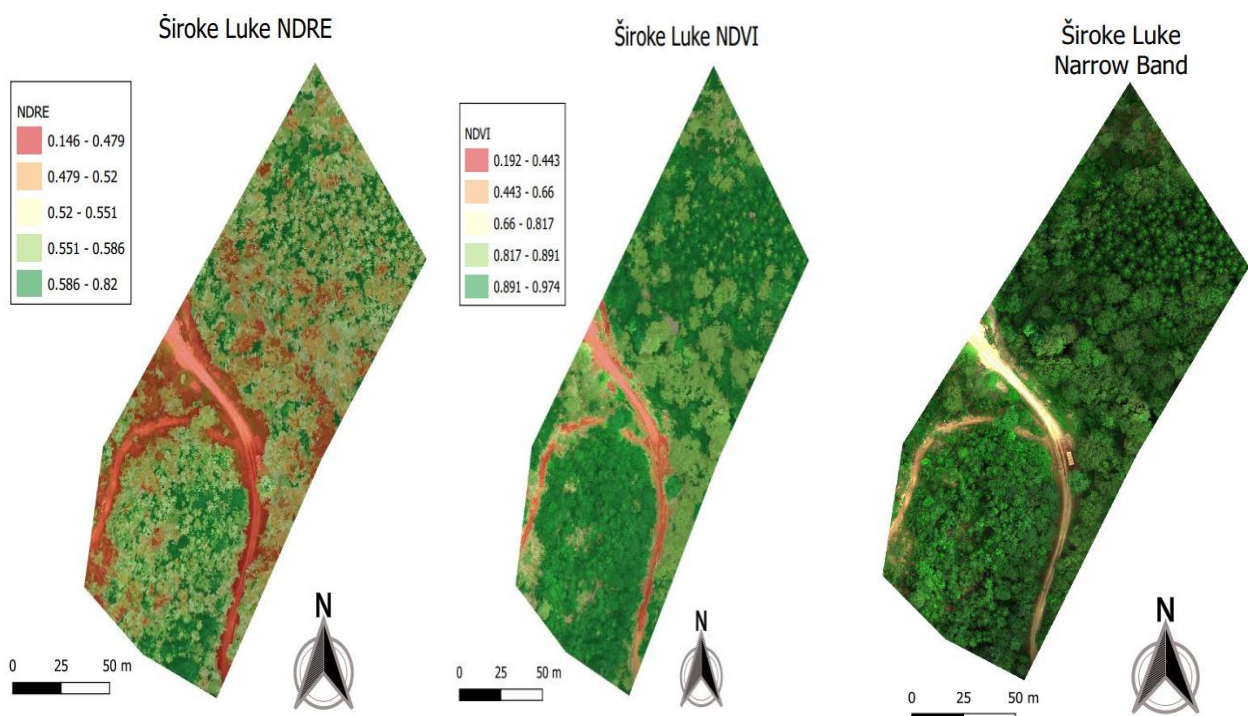 Široke Luke NDRE
NDRE
0.146 - 0.479
0.479 - 0.52
0.52 - 0.551
0.551 - 0.586
0.586 - 0.82
N
0 25 50 m
Široke Luke NDVI
NDVI
0.192 - 0.443
0.443 - 0.66
0.66 - 0.817
0.817 - 0.891
0.891 - 0.974
N
0 25 50 m
Široke Luke
Narrow Band
N
0 25 50 m